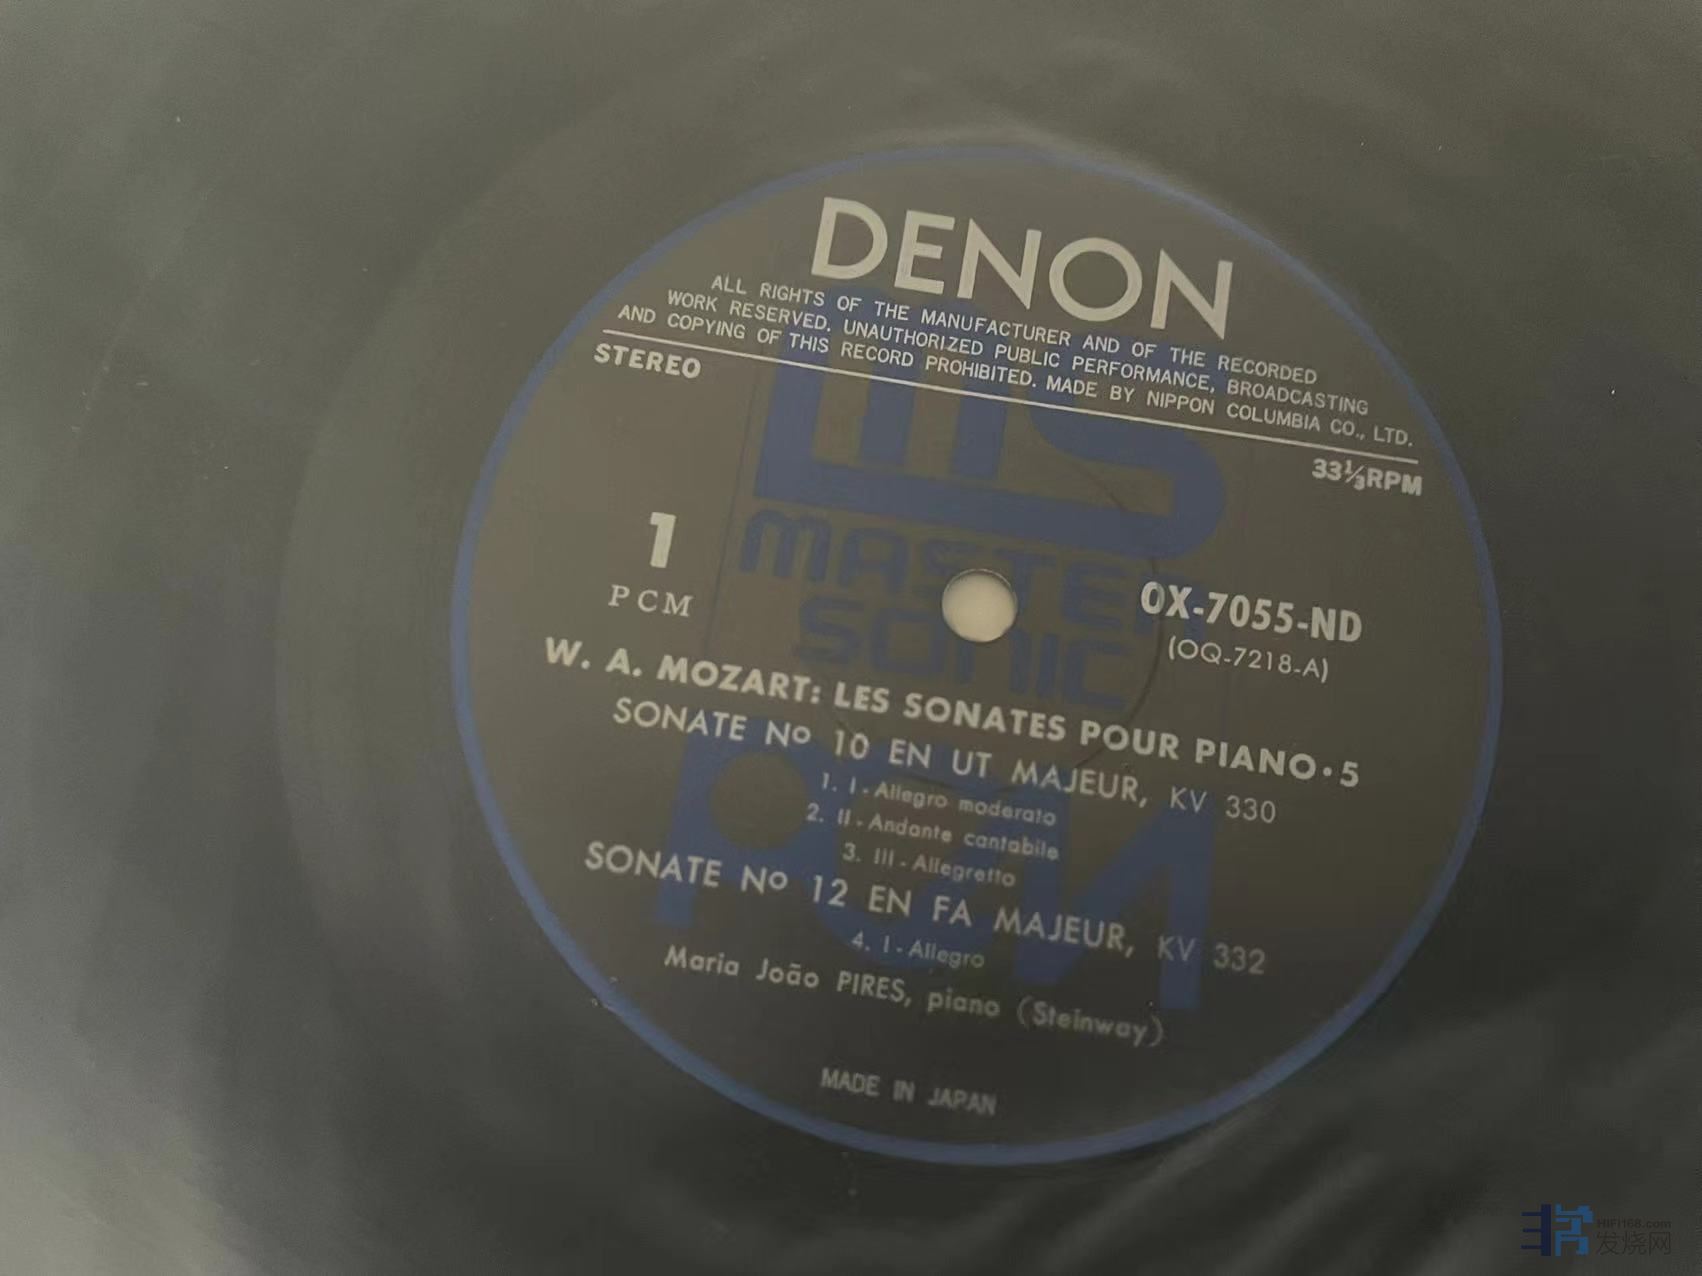 DENON
ALL RIGHTS OF THE MANUFACTURER AND OF THE RECORDED
WORK RESERVED. UNAUTHORIZED PUBLIC PERFORMANCE, BROADCASTING
AND COPYING OF THIS RECORD PROHIBITED. MADE BY NIPPON COLUMBIA CO., LTD.
STEREO
33⅓RPM
MASTER
SONIC
PCM
1
PCM
OX-7055-ND
(OQ-7218-A)
W. A. MOZART: LES SONATES POUR PIANO·5
SONATE Nº 10 EN UT MAJEUR, KV 330
1. I-Allegro moderato
2. II-Andante cantabile
3. III-Allegretto
SONATE Nº 12 EN FA MAJEUR, KV 332
4. I-Allegro
Maria João PIRES, piano (Steinway)
MADE IN JAPAN
HIFI168.com
发烧网